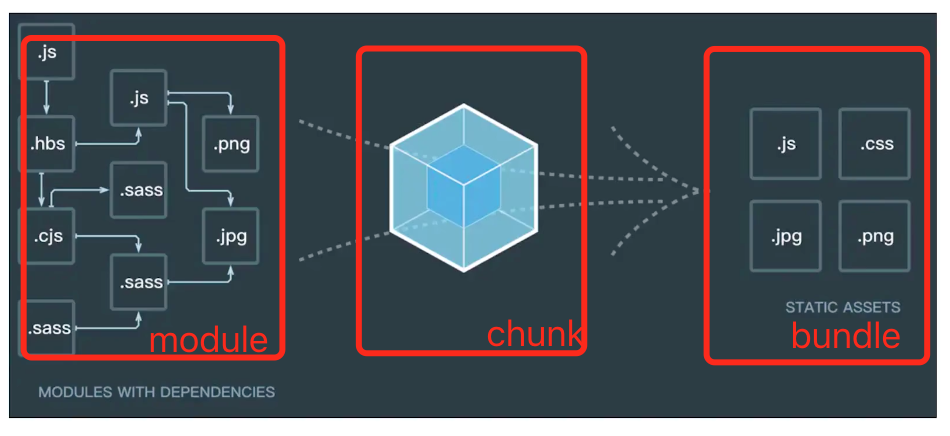 .js
.js
.hbs
.png
.sass
.cjs
.jpg
.sass
.sass
module
MODULES WITH DEPENDENCIES
chunk
.js
.css
.jpg
.png
STATIC ASSETS
bundle